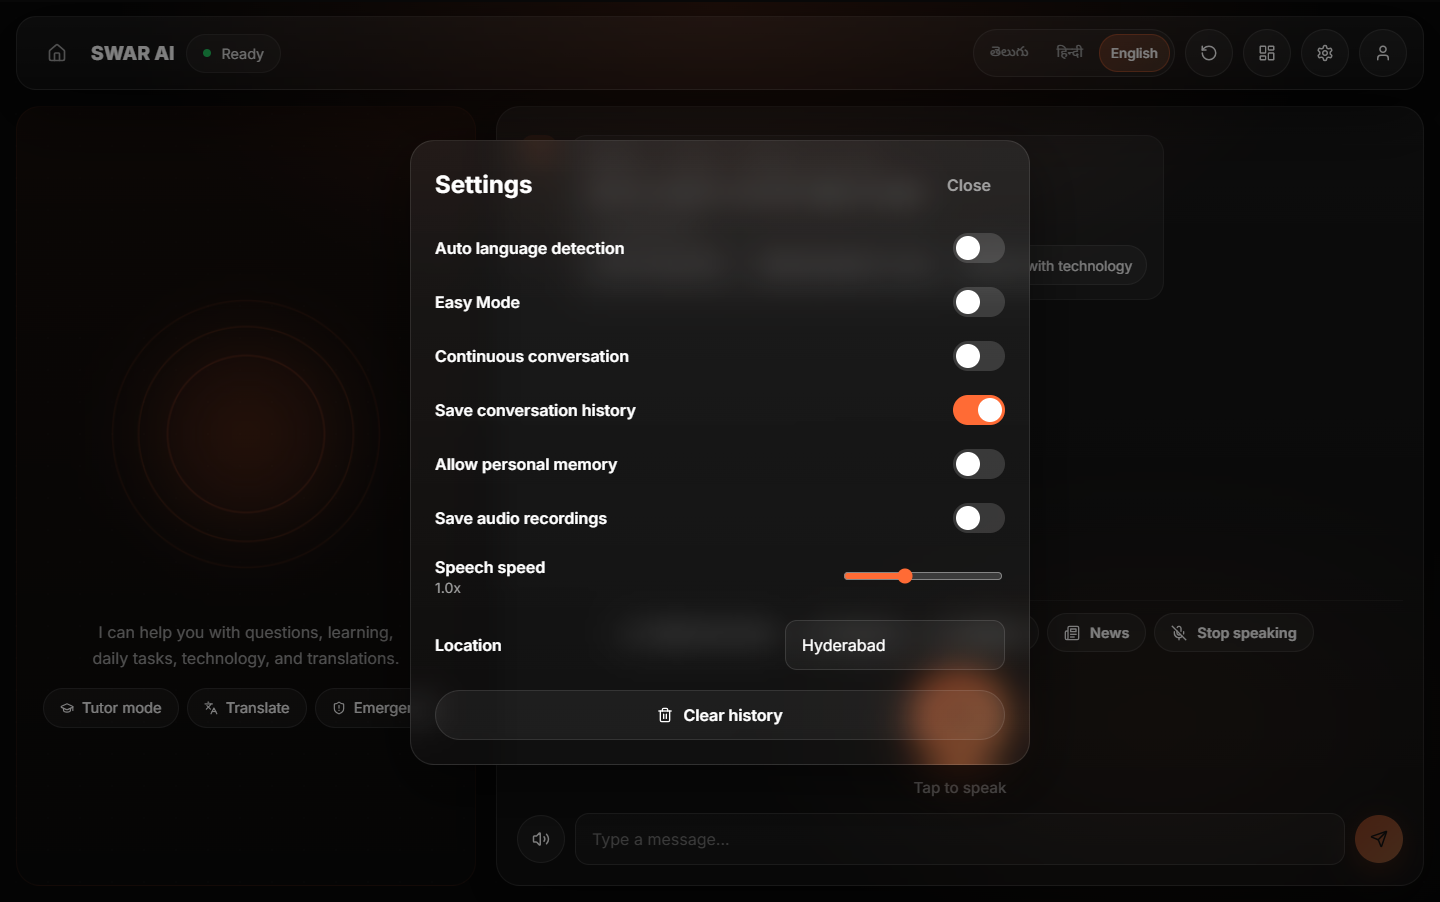 SWAR AI
Ready
తెలుగు
हिन्दी
English
Settings
Close
Auto language detection
Easy Mode
Continuous conversation
Save conversation history
Allow personal memory
Save audio recordings
Speech speed
1.0x
Location
Hyderabad
Clear history
with technology
I can help you with questions, learning,
daily tasks, technology, and translations.
Tutor mode
Translate
News
Stop speaking
Tap to speak
Type a message...